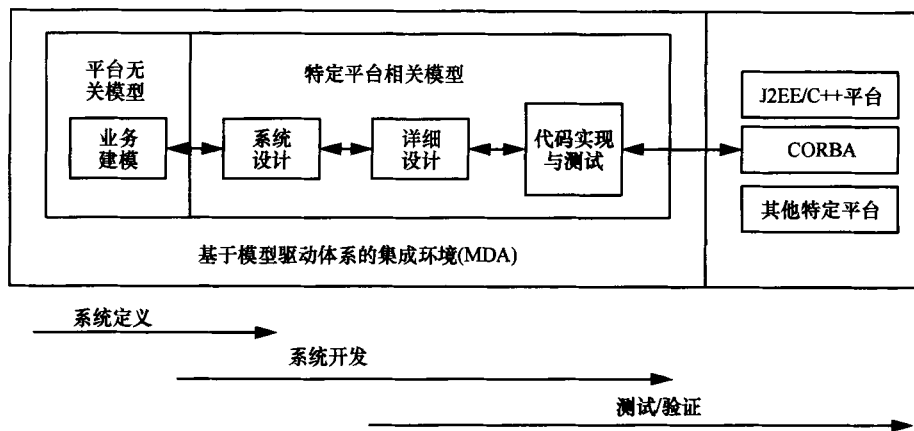 平台无
关模型
特定平台相关模型
业务
建模
系统
设计
详细
设计
代码实现
与测试
J2EE/C++平台
CORBA
其他特定平台
基于模型驱动体系的集成环境(MDA)
系统定义
系统开发
测试/验证